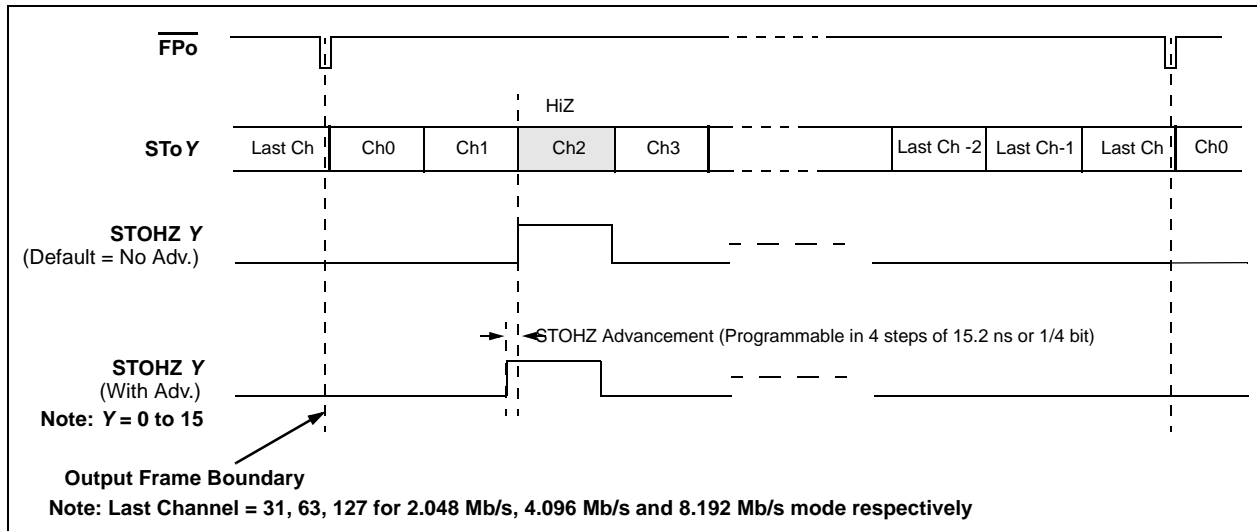 FPo
HiZ
SToY
Last Ch
Ch0
Ch1
Ch2
Ch3
Last Ch -2
Last Ch-1
Last Ch
Ch0
STOHZ Y
(Default = No Adv.)
STOHZ Advancement (Programmable in 4 steps of 15.2 ns or 1/4 bit)
STOHZ Y
(With Adv.)
Note: Y = 0 to 15
Output Frame Boundary
Note: Last Channel = 31, 63, 127 for 2.048 Mb/s, 4.096 Mb/s and 8.192 Mb/s mode respectively